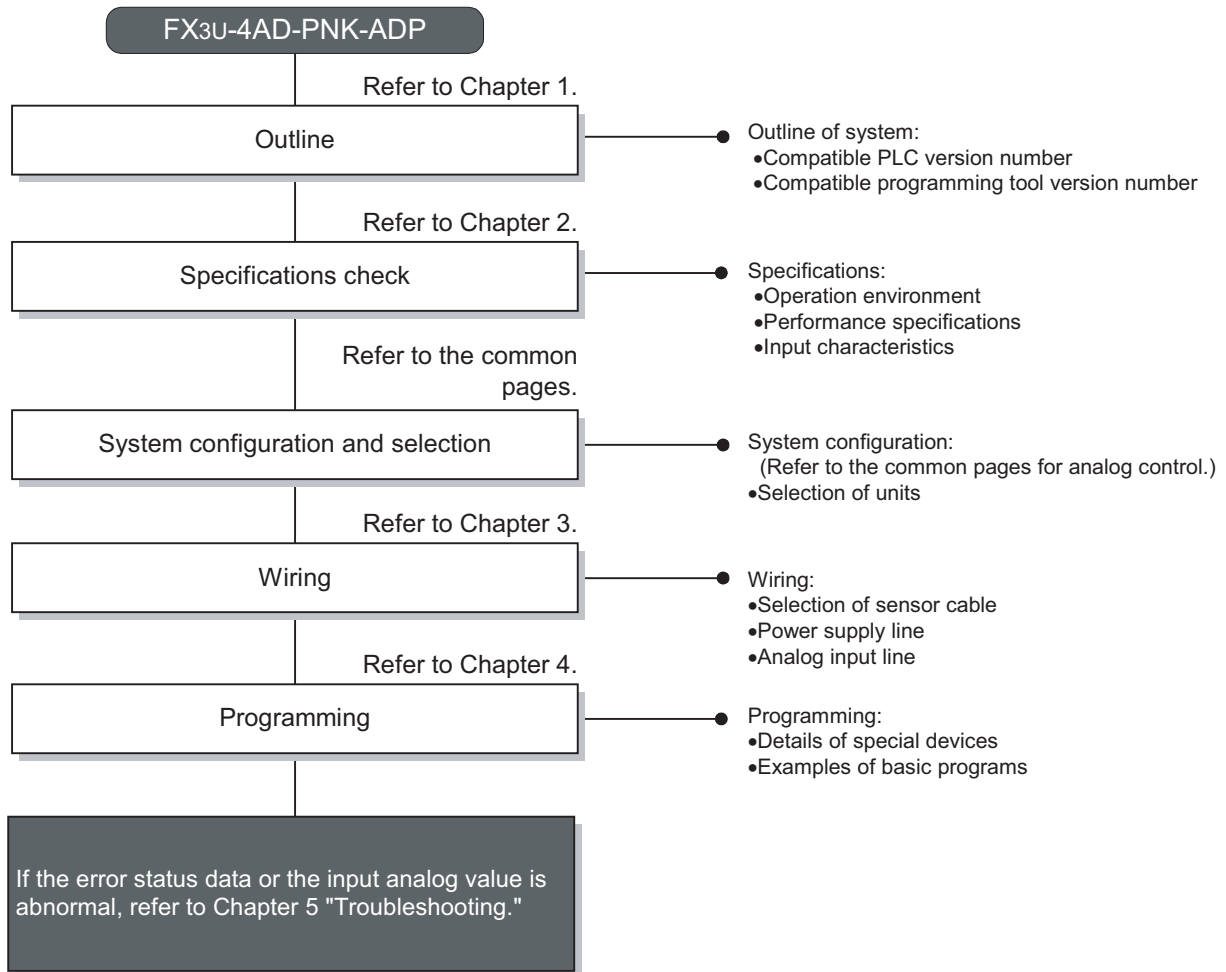 FX3U-4AD-PNK-ADP
Refer to Chapter 1.
Outline
Outline of system:
•Compatible PLC version number
•Compatible programming tool version number
Refer to Chapter 2.
Specifications check
Specifications:
•Operation environment
•Performance specifications
•Input characteristics
Refer to the common
pages.
System configuration and selection
System configuration:
(Refer to the common pages for analog control.)
•Selection of units
Refer to Chapter 3.
Wiring
Wiring:
•Selection of sensor cable
•Power supply line
•Analog input line
Refer to Chapter 4.
Programming
Programming:
•Details of special devices
•Examples of basic programs
If the error status data or the input analog value is
abnormal, refer to Chapter 5 "Troubleshooting."